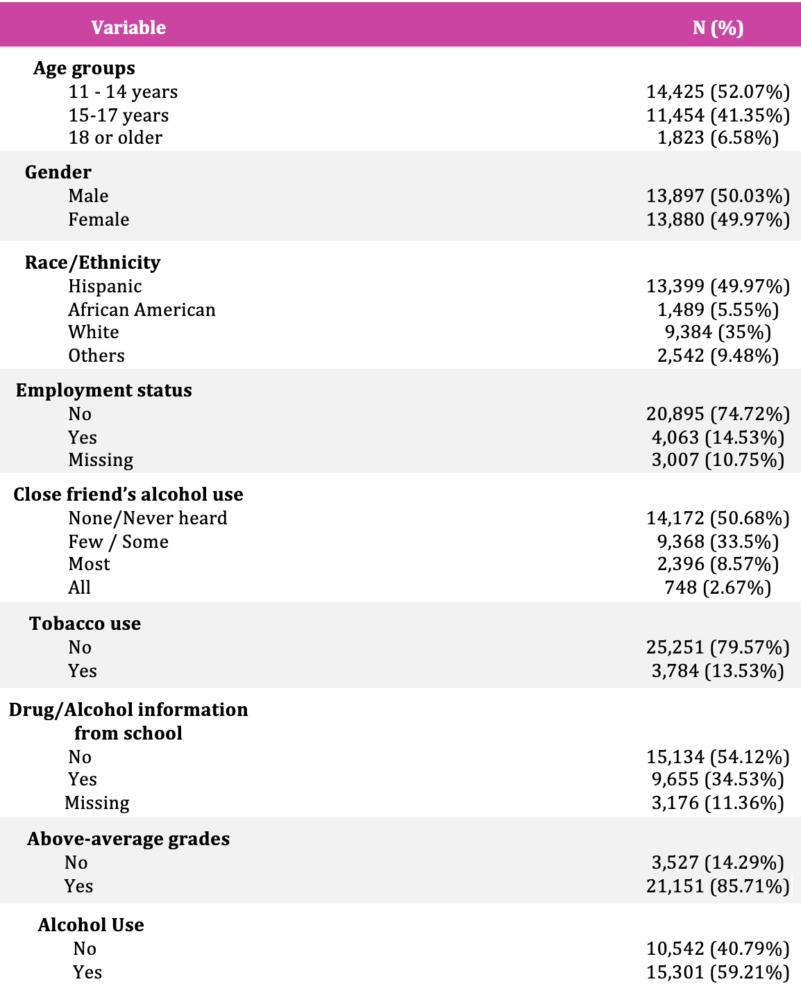 Variable N (%)
Age groups
11 - 14 years 14,425 (52.07%)
15-17 years 11,454 (41.35%)
18 or older 1,823 (6.58%)
Gender
Male 13,897 (50.03%)
Female 13,880 (49.97%)
Race/Ethnicity
Hispanic 13,399 (49.97%)
African American 1,489 (5.55%)
White 9,384 (35%)
Others 2,542 (9.48%)
Employment status
No 20,895 (74.72%)
Yes 4,063 (14.53%)
Missing 3,007 (10.75%)
Close friend’s alcohol use
None/Never heard 14,172 (50.68%)
Few / Some 9,368 (33.5%)
Most 2,396 (8.57%)
All 748 (2.67%)
Tobacco use
No 25,251 (79.57%)
Yes 3,784 (13.53%)
Drug/Alcohol information
from school
No 15,134 (54.12%)
Yes 9,655 (34.53%)
Missing 3,176 (11.36%)
Above-average grades
No 3,527 (14.29%)
Yes 21,151 (85.71%)
Alcohol Use
No 10,542 (40.79%)
Yes 15,301 (59.21%)